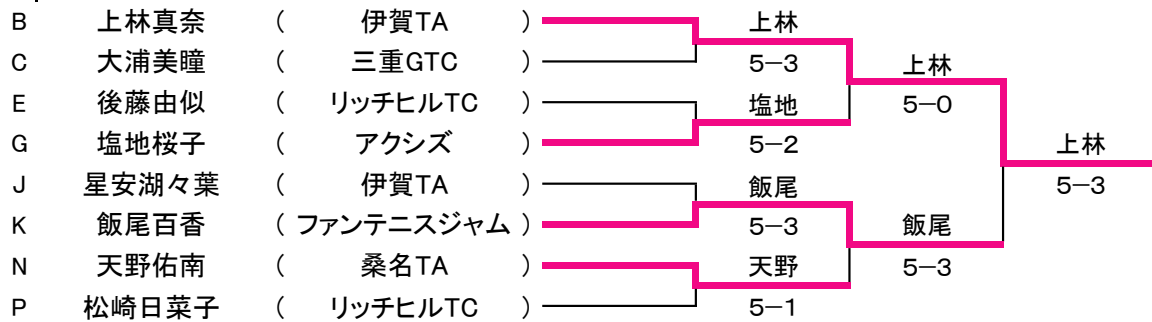 B 上林真奈 ( 伊賀TA ) 上林
C 大浦美瞳 ( 三重GTC ) 5-3 上林
E 後藤由似 ( リッチヒルTC ) 塩地 5-0
G 塩地桜子 ( アクシズ ) 5-2 上林
J 星安湖々葉 ( 伊賀TA ) 飯尾 5-3
K 飯尾百香 ( ファンテニスジャム ) 5-3 飯尾
N 天野佑南 ( 桑名TA ) 天野 5-3
P 松崎日菜子 ( リッチヒルTC ) 5-1